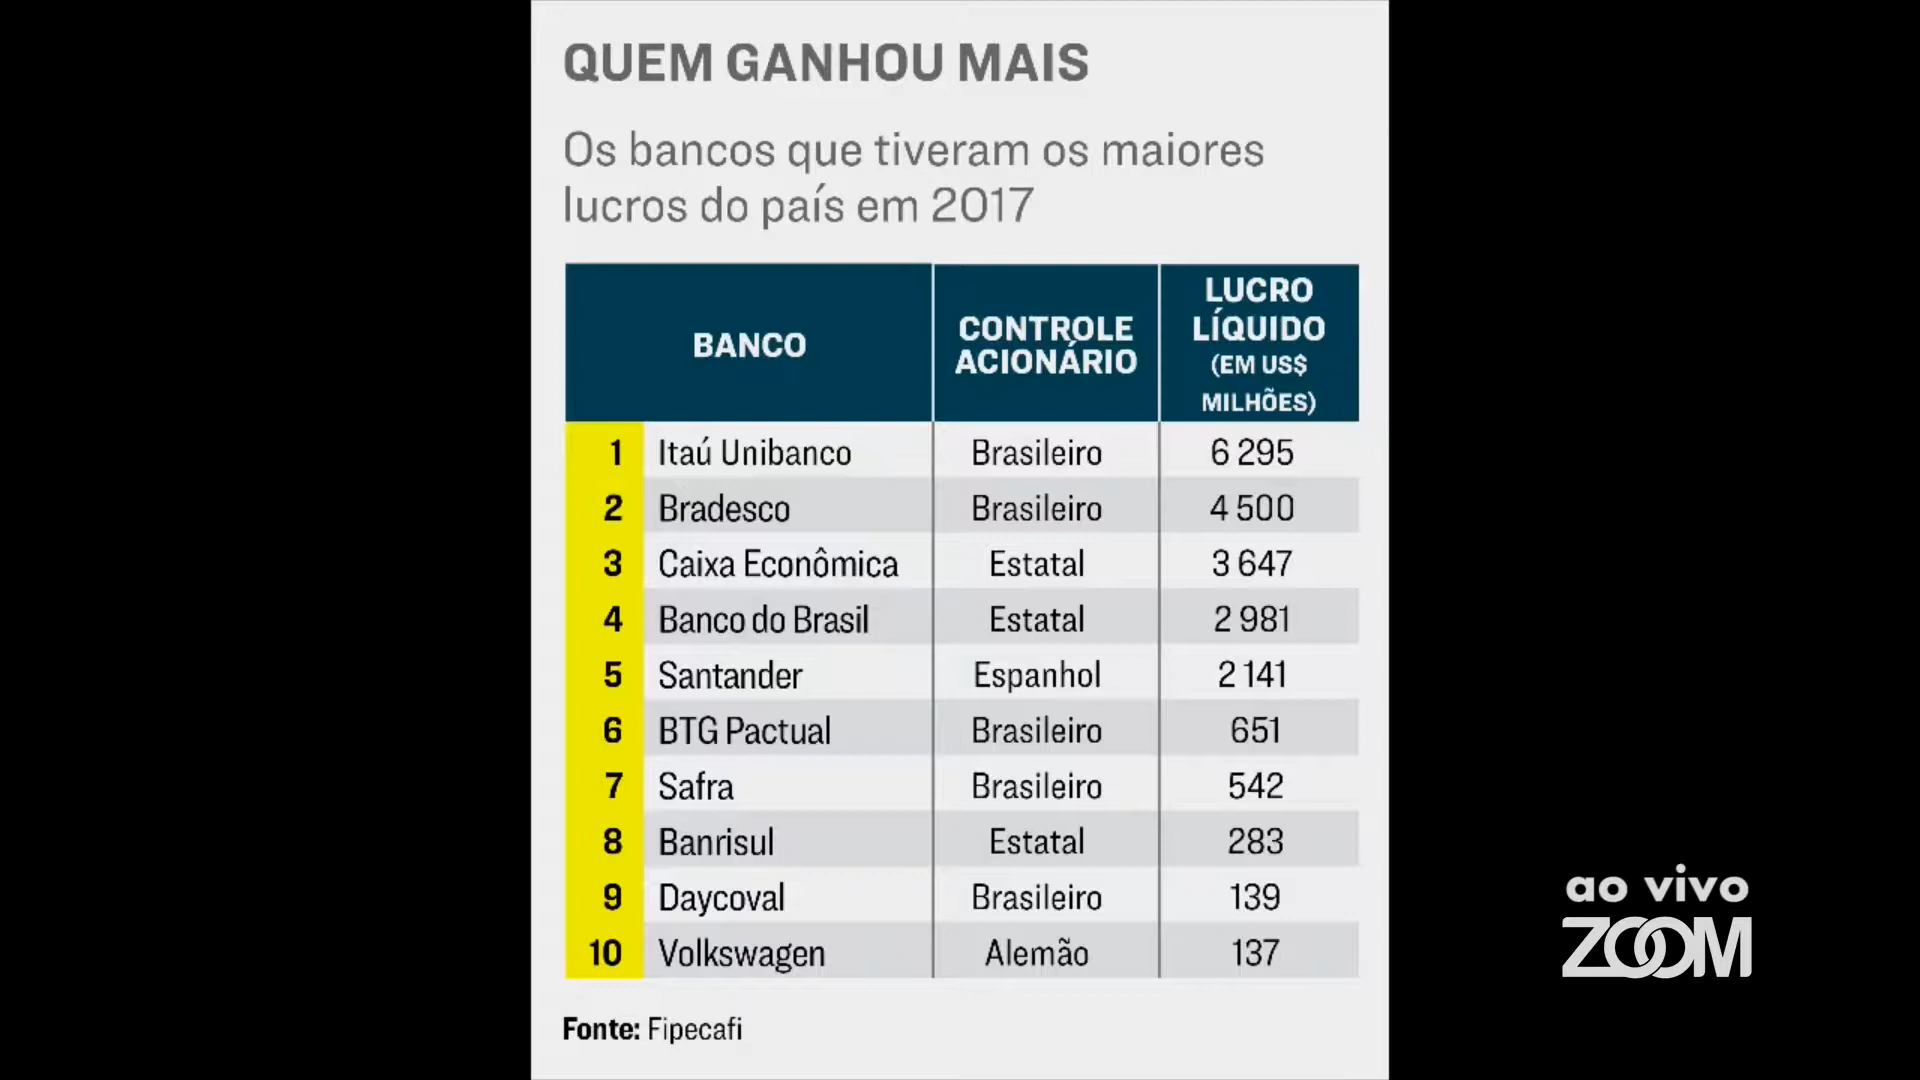 QUEM GANHOU MAIS
Os bancos que tiveram os maiores
lucros do país em 2017
BANCO
CONTROLE
ACIONÁRIO
LUCRO
LÍQUIDO
(EM US$
MILHÕES)
1 Itaú Unibanco Brasileiro 6 295
2 Bradesco Brasileiro 4 500
3 Caixa Econômica Estatal 3 647
4 Banco do Brasil Estatal 2 981
5 Santander Espanhol 2 141
6 BTG Pactual Brasileiro 651
7 Safra Brasileiro 542
8 Banrisul Estatal 283
9 Daycoval Brasileiro 139
10 Volkswagen Alemão 137
Fonte: Fipecafi
ao vivo
ZOOM